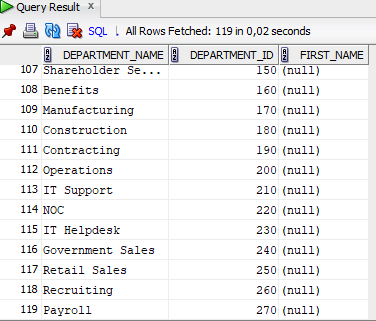 Query Result x
SQL | All Rows Fetched: 119 in 0,02 seconds
DEPARTMENT_NAME DEPARTMENT_ID FIRST_NAME
107 Shareholder Se... 150 (null)
108 Benefits 160 (null)
109 Manufacturing 170 (null)
110 Construction 180 (null)
111 Contracting 190 (null)
112 Operations 200 (null)
113 IT Support 210 (null)
114 NOC 220 (null)
115 IT Helpdesk 230 (null)
116 Government Sales 240 (null)
117 Retail Sales 250 (null)
118 Recruiting 260 (null)
119 Payroll 270 (null)